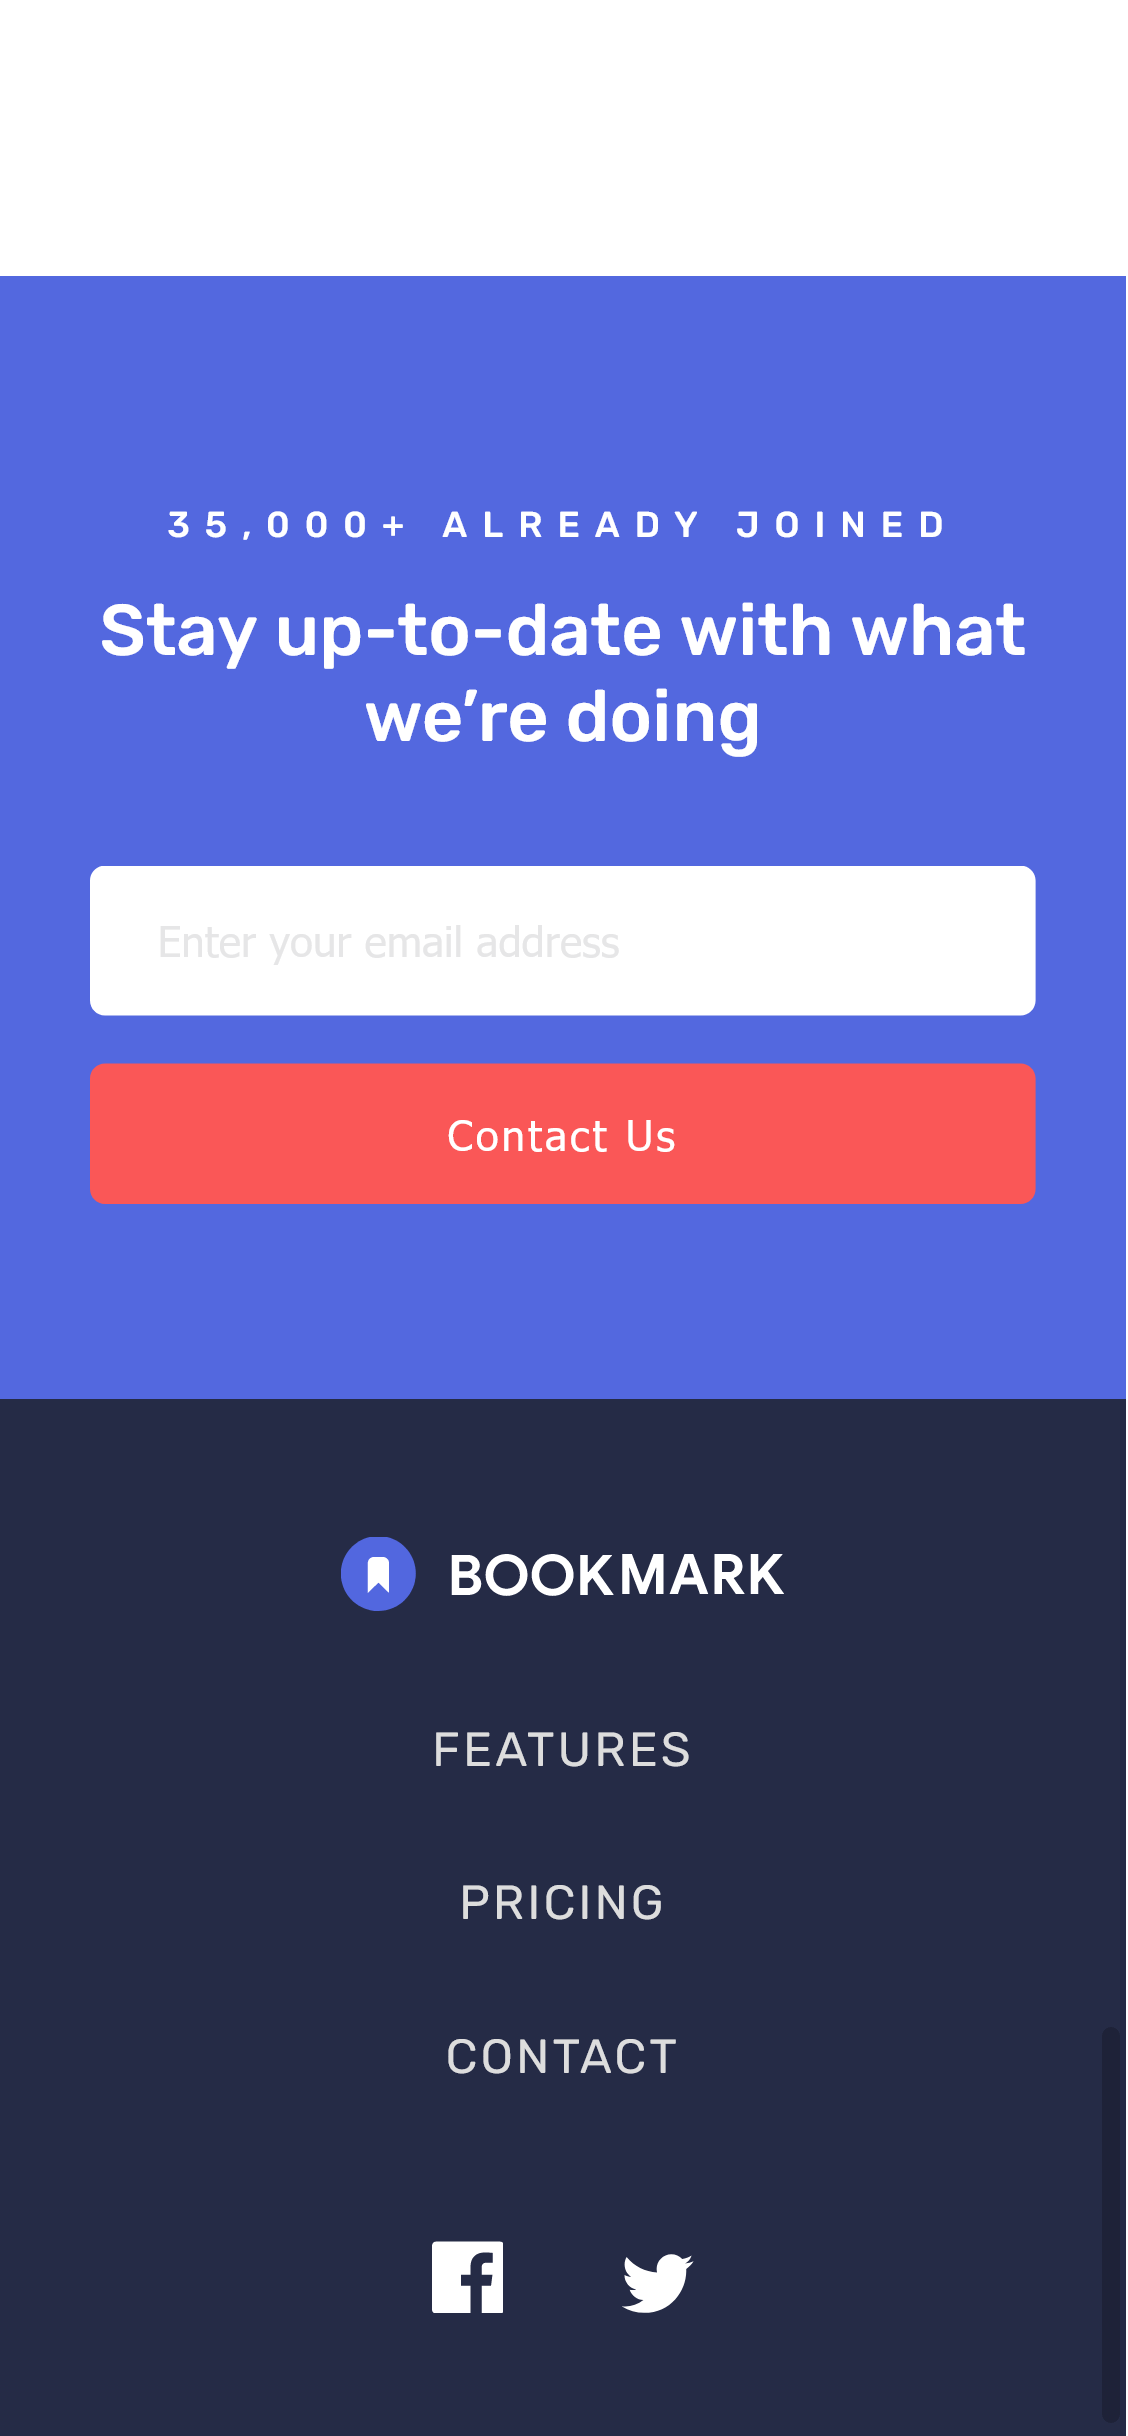 35,000+ ALREADY JOINED
Stay up-to-date with what
we’re doing
Enter your email address
Contact Us
BOOKMARK
FEATURES
PRICING
CONTACT